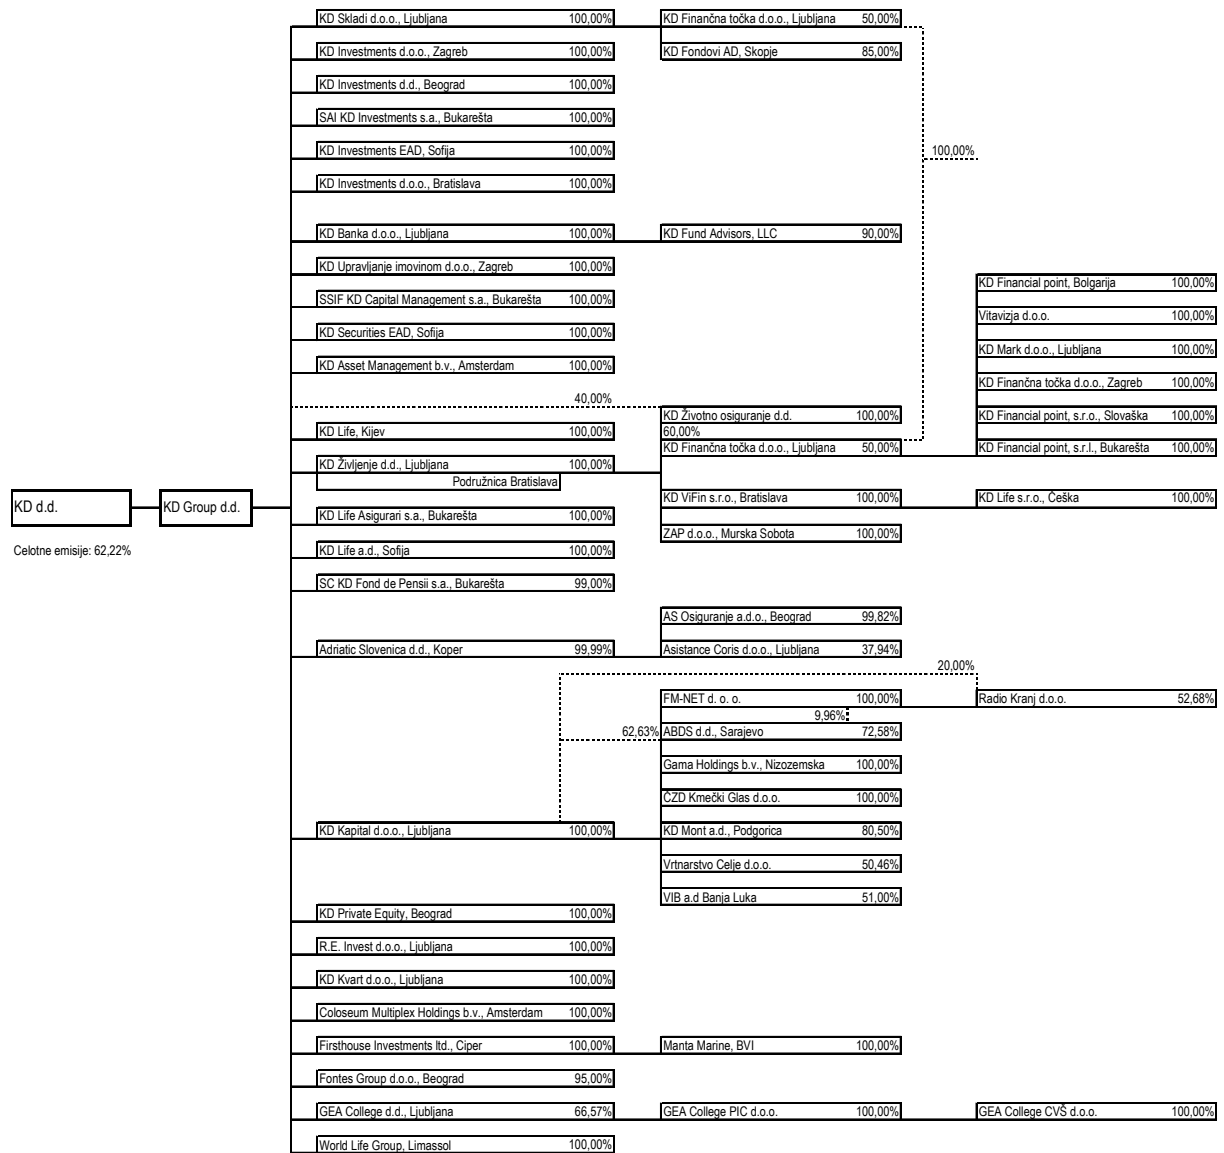 KD Skladi d.o.o., Ljubljana 100,00% KD Finančna točka d.o.o., Ljubljana 50,00%
KD Investments d.o.o., Zagreb 100,00% KD Fondovi AD, Skopje 85,00%
KD Investments d.d., Beograd 100,00%
SAI KD Investments s.a., Bukarešta 100,00%
KD Investments EAD, Sofija 100,00% 100,00%
KD Investments d.o.o., Bratislava 100,00%
KD Banka d.o.o., Ljubljana 100,00% KD Fund Advisors, LLC 90,00%
KD Upravljanje imovinom d.o.o., Zagreb 100,00%
KD Financial point, Bolgarija 100,00%
SSIF KD Capital Management s.a., Bukarešta 100,00%
Vitavizja d.o.o. 100,00%
KD Securities EAD, Sofija 100,00%
KD Mark d.o.o., Ljubljana 100,00%
KD Asset Management b.v., Amsterdam 100,00%
KD Finančna točka d.o.o., Zagreb 100,00%
40,00%
KD Životno osiguranje d.d. 100,00% KD Financial point, s.r.o., Slovaška 100,00%
KD Life, Kijev 100,00% 60,00%
KD Finančna točka d.o.o., Ljubljana 50,00% KD Financial point, s.r.l., Bukarešta 100,00%
KD Življenje d.d., Ljubljana 100,00%
Podružnica Bratislava
KD ViFin s.r.o., Bratislava 100,00% KD Life s.r.o., Češka 100,00%
KD d.d. KD Group d.d.
KD Life Asigurari s.a., Bukarešta 100,00%
ZAP d.o.o., Murska Sobota 100,00%
Celotne emisije: 62,22%
KD Life a.d., Sofija 100,00%
SC KD Fond de Pensii s.a., Bukarešta 99,00%
AS Osiguranje a.d.o., Beograd 99,82%
Adriatic Slovenica d.d., Koper 99,99% Asistance Coris d.o.o., Ljubljana 37,94%
20,00%
FM-NET d. o. o. 100,00% Radio Kranj d.o.o. 52,68%
9,96%
62,63% ABDS d.d., Sarajevo 72,58%
Gama Holdings b.v., Nizozemska 100,00%
ČZD Kmečki Glas d.o.o. 100,00%
KD Kapital d.o.o., Ljubljana 100,00% KD Mont a.d., Podgorica 80,50%
Vrtnarstvo Celje d.o.o. 50,46%
VIB a.d Banja Luka 51,00%
KD Private Equity, Beograd 100,00%
R.E. Invest d.o.o., Ljubljana 100,00%
KD Kvart d.o.o., Ljubljana 100,00%
Coloseum Multiplex Holdings b.v., Amsterdam 100,00%
Firsthouse Investments ltd., Ciper 100,00% Manta Marine, BVI 100,00%
Fontes Group d.o.o., Beograd 95,00%
GEA College d.d., Ljubljana 66,57% GEA College PIC d.o.o. 100,00% GEA College CVŠ d.o.o. 100,00%
World Life Group, Limassol 100,00%